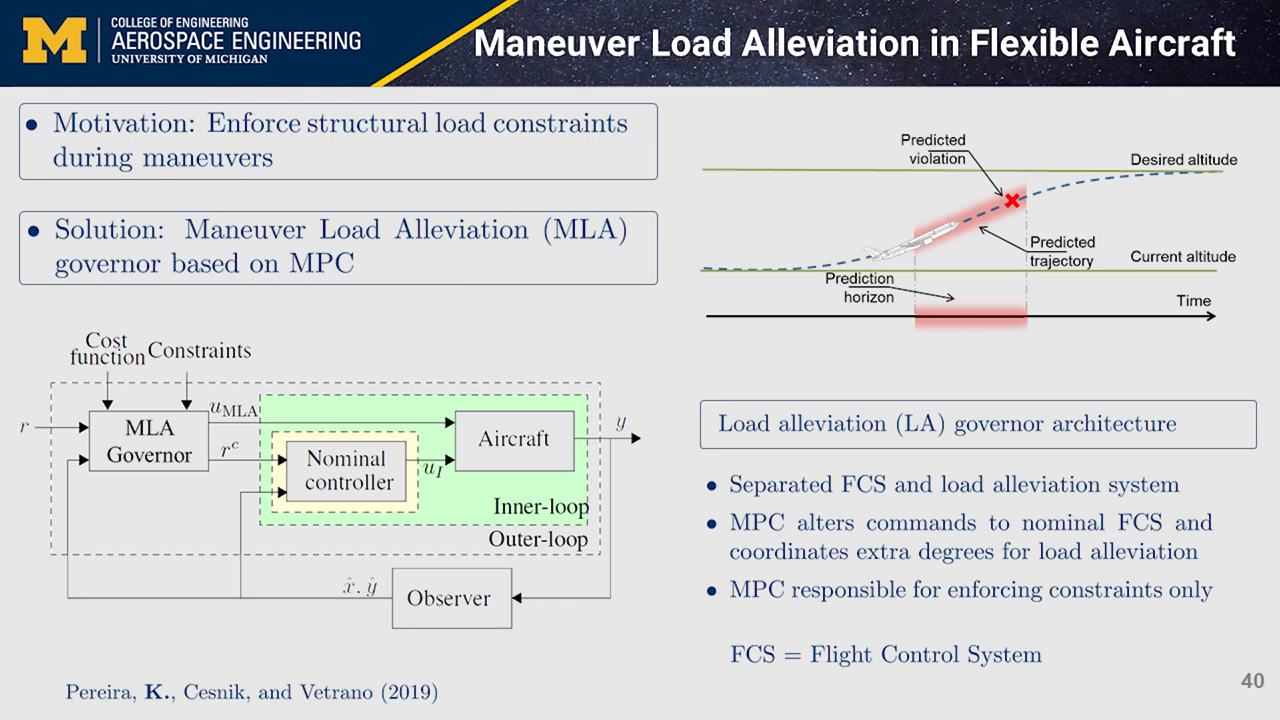 COLLEGE OF ENGINEERING
AEROSPACE ENGINEERING
UNIVERSITY OF MICHIGAN
Maneuver Load Alleviation in Flexible Aircraft
• Motivation: Enforce structural load constraints
during maneuvers
• Solution: Maneuver Load Alleviation (MLA)
governor based on MPC
Predicted
violation
Desired altitude
Predicted
trajectory
Current altitude
Prediction
horizon
Time
Cost
function
Constraints
r
MLA
Governor
u_MLA
r^c
Nominal
controller
u_I
Aircraft
y
Inner-loop
Outer-loop
x̂, ŷ
Observer
Load alleviation (LA) governor architecture
• Separated FCS and load alleviation system
• MPC alters commands to nominal FCS and
coordinates extra degrees for load alleviation
• MPC responsible for enforcing constraints only
FCS = Flight Control System
Pereira, K., Cesnik, and Vetrano (2019)
40